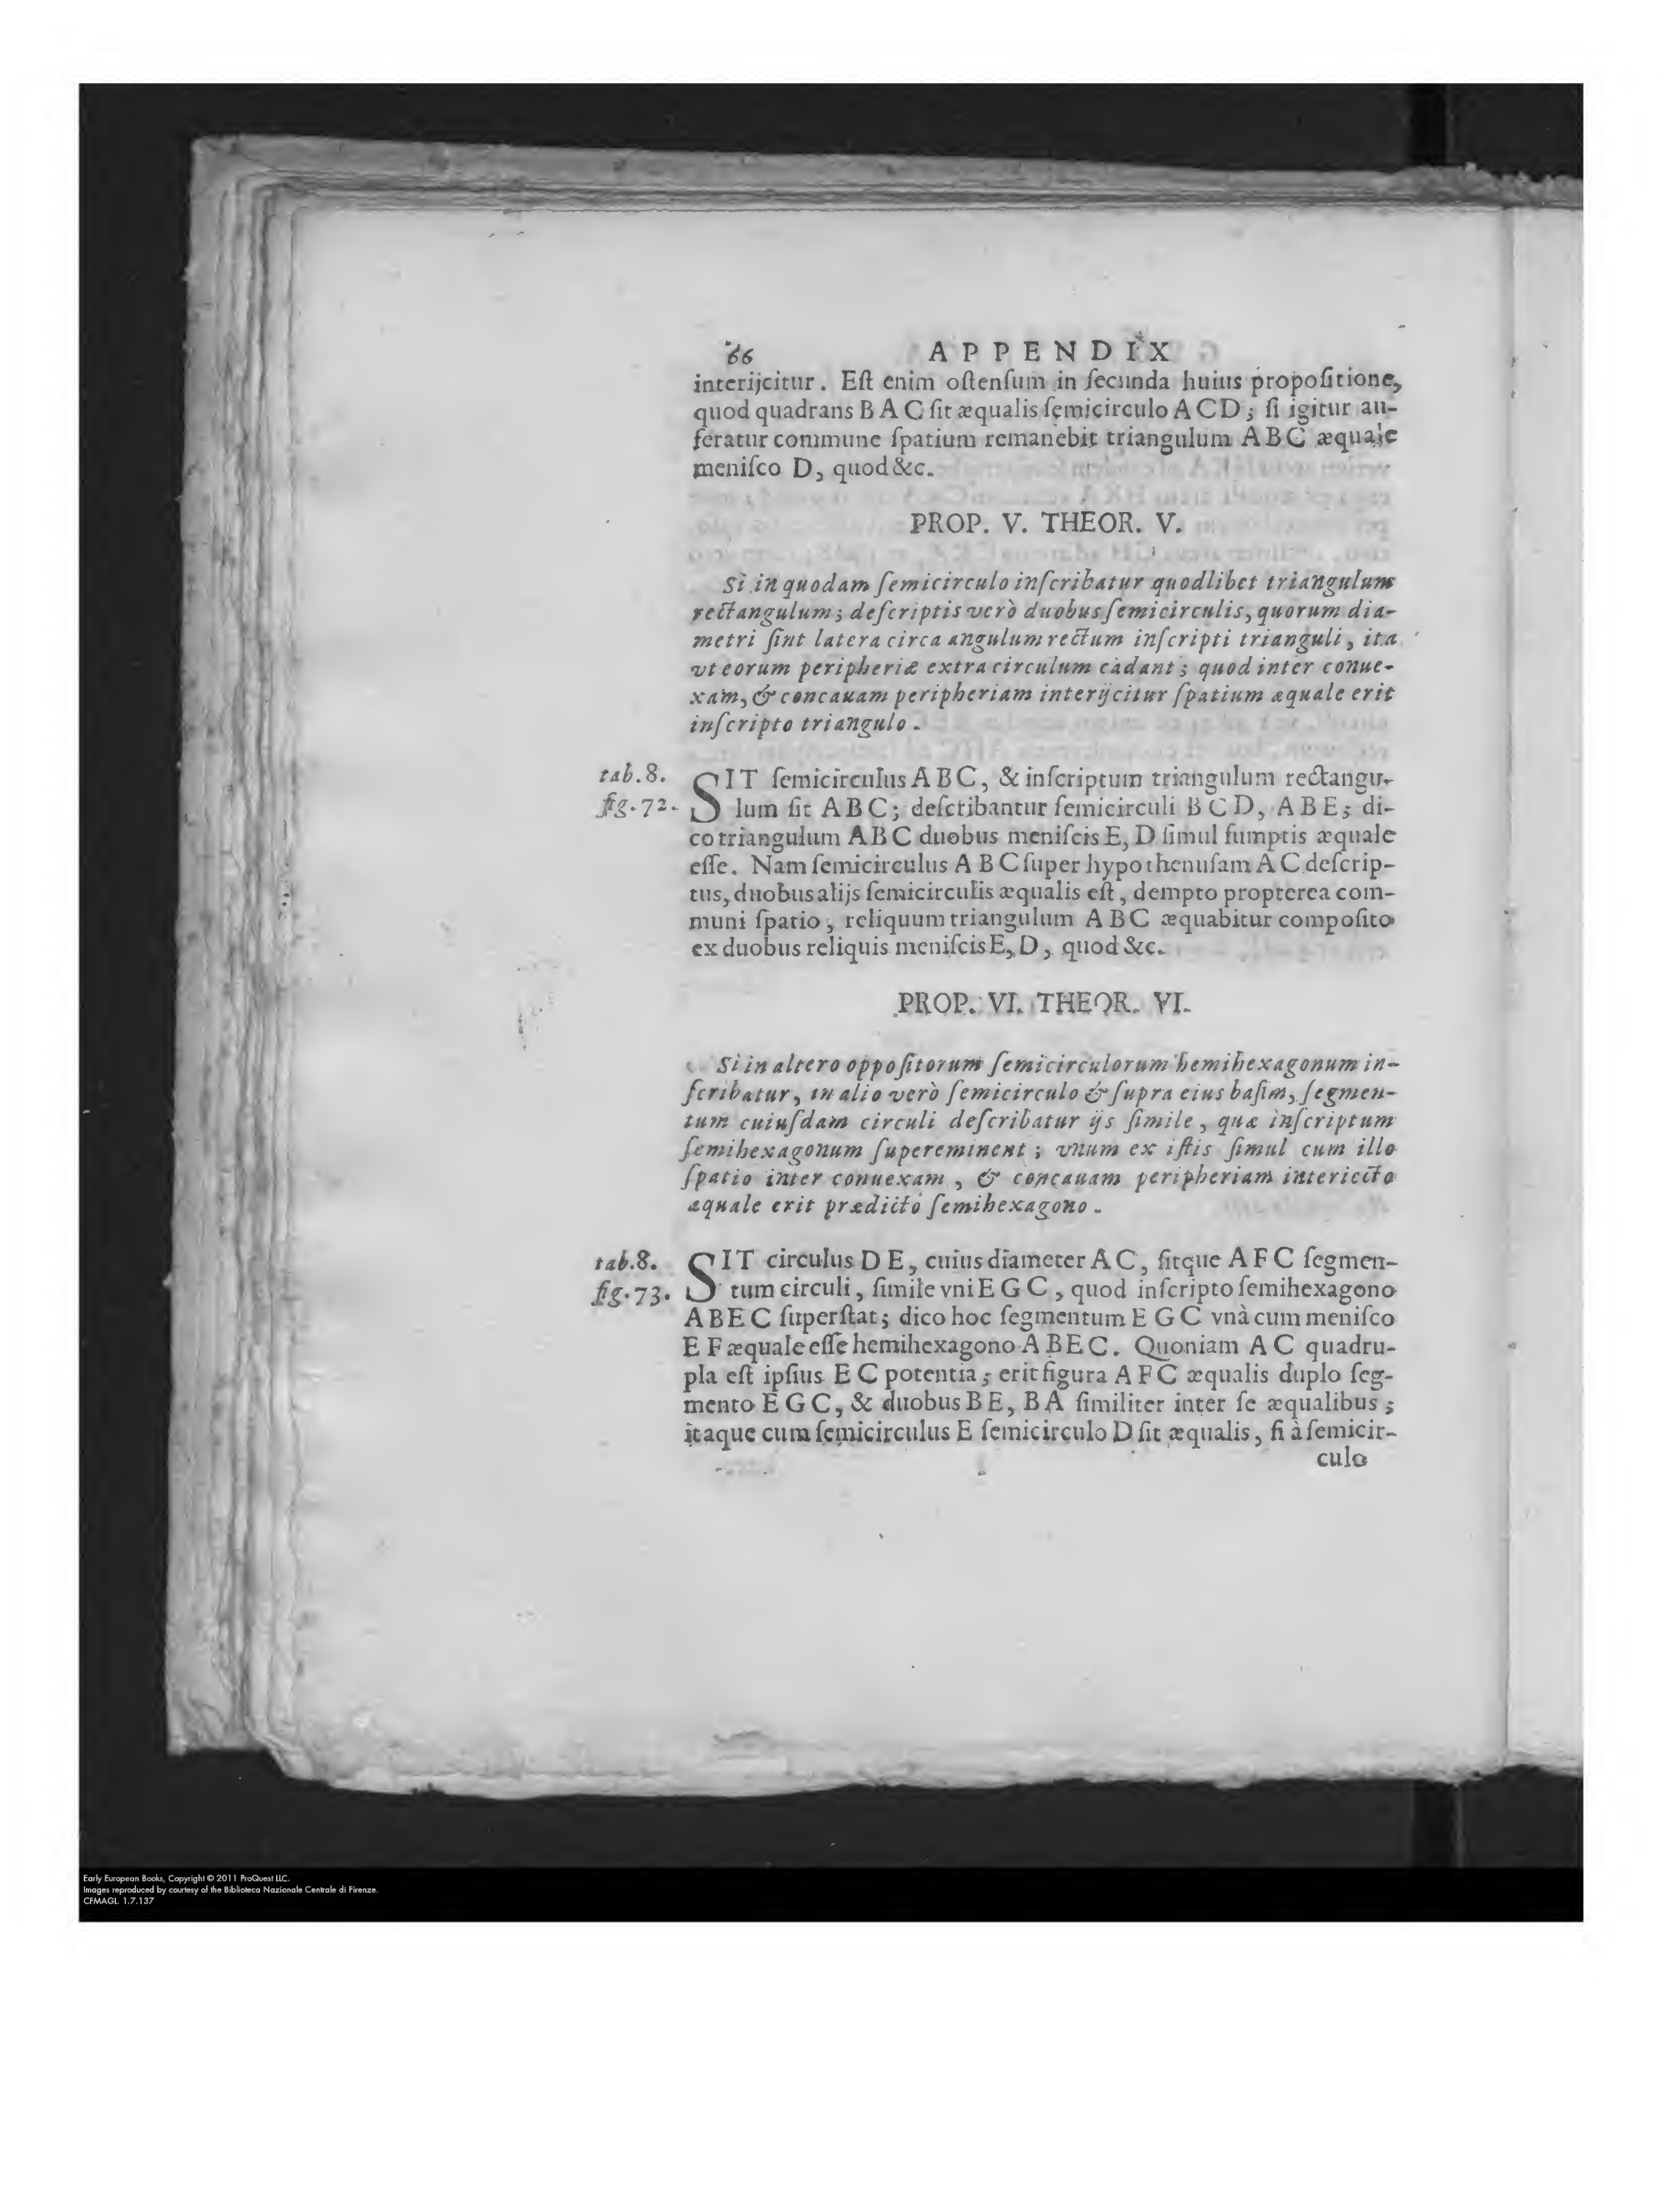 66 APPENDIX
interijcitur. Eſt enim oſtenſum in ſecunda huius propoſitione,
quod quadrans B A C ſit æqualis ſemicirculo A C D; ſi igitur au-
feratur commune ſpatium remanebit triangulum A B C æquale
meniſco D, quod &c.
PROP. V. THEOR. V.
Si in quodam ſemicirculo inſcribatur quodlibet triangulum
rectangulum; deſcriptis verò duobus ſemicirculis, quorum dia-
metri ſint latera circa angulum rectum inſcripti trianguli, ita
vt eorum peripheriæ extra circulum cadant; quod inter conue-
xam, & concauam peripheriam interijcitur ſpatium æquale erit
inſcripto triangulo.
tab.8.
fig.72.
SIT ſemicirculus A B C, & inſcriptum triangulum rectangu-
lum ſit A B C; deſcribantur ſemicirculi B C D, A B E; di-
co triangulum A B C duobus meniſcis E, D ſimul ſumptis æquale
eſſe. Nam ſemicirculus A B C ſuper hypothenuſam A C deſcrip-
tus, duobus alijs ſemicirculis æqualis eſt, dempto propterea com-
muni ſpatio, reliquum triangulum A B C æquabitur compoſito
ex duobus reliquis meniſcis E, D, quod &c.
PROP. VI. THEOR. VI.
Si in altero oppoſitorum ſemicirculorum hemihexagonum in-
ſcribatur, in alio verò ſemicirculo & ſupra eius baſim, ſegmen-
tum cuiuſdam circuli deſcribatur ijs ſimile, quæ inſcriptum
ſemihexagonum ſupereminent; vnum ex iſtis ſimul cum illo
ſpatio inter conuexam, & concauam peripheriam interiecto
æquale erit prædicto ſemihexagono.
tab.8.
fig.73.
SIT circulus D E, cuius diameter A C, ſitque A F C ſegmen-
tum circuli, ſimile vni E G C, quod inſcripto ſemihexagono
A B E C ſuperſtat; dico hoc ſegmentum E G C vnà cum meniſco
E F æquale eſſe hemihexagono A B E C. Quoniam A C quadru-
pla eſt ipſius E C potentia; erit figura A F C æqualis duplo ſeg-
mento E G C, & duobus B E, B A ſimiliter inter ſe æqualibus;
itaque cum ſemicirculus E ſemicirculo D ſit æqualis, ſi à ſemicir-
culo
Early European Books, Copyright © 2011 ProQuest LLC.
Images reproduced by courtesy of the Biblioteca Nazionale Centrale di Firenze.
CFMAGL 1.7.137